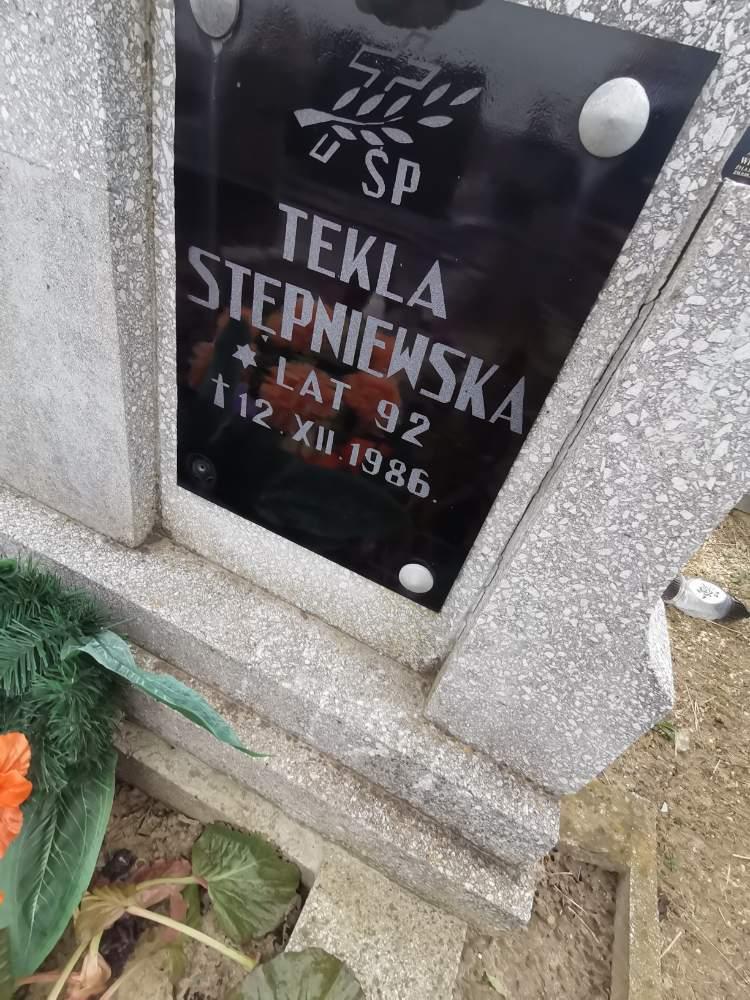 ŚP
TEKLA
STĘPNIEWSKA
* LAT 92
† 12.XII.1986.